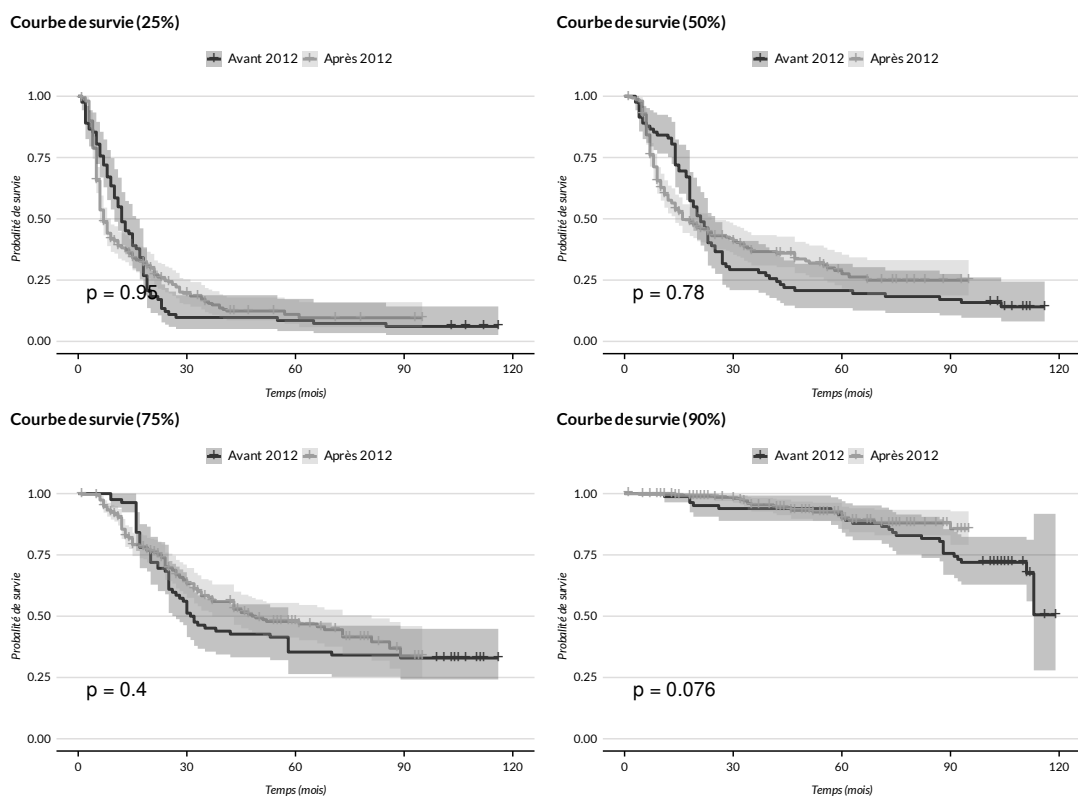 Courbe de survie (25%)
Avant 2012 Après 2012
1.00
0.75
0.50
0.25
0.00
Probalité de survie
p = 0.95
0 30 60 90 120
Temps (mois)
Courbe de survie (50%)
Avant 2012 Après 2012
1.00
0.75
0.50
0.25
0.00
Probalité de survie
p = 0.78
0 30 60 90 120
Temps (mois)
Courbe de survie (75%)
Avant 2012 Après 2012
1.00
0.75
0.50
0.25
0.00
Probalité de survie
p = 0.4
0 30 60 90 120
Temps (mois)
Courbe de survie (90%)
Avant 2012 Après 2012
1.00
0.75
0.50
0.25
0.00
Probalité de survie
p = 0.076
0 30 60 90 120
Temps (mois)